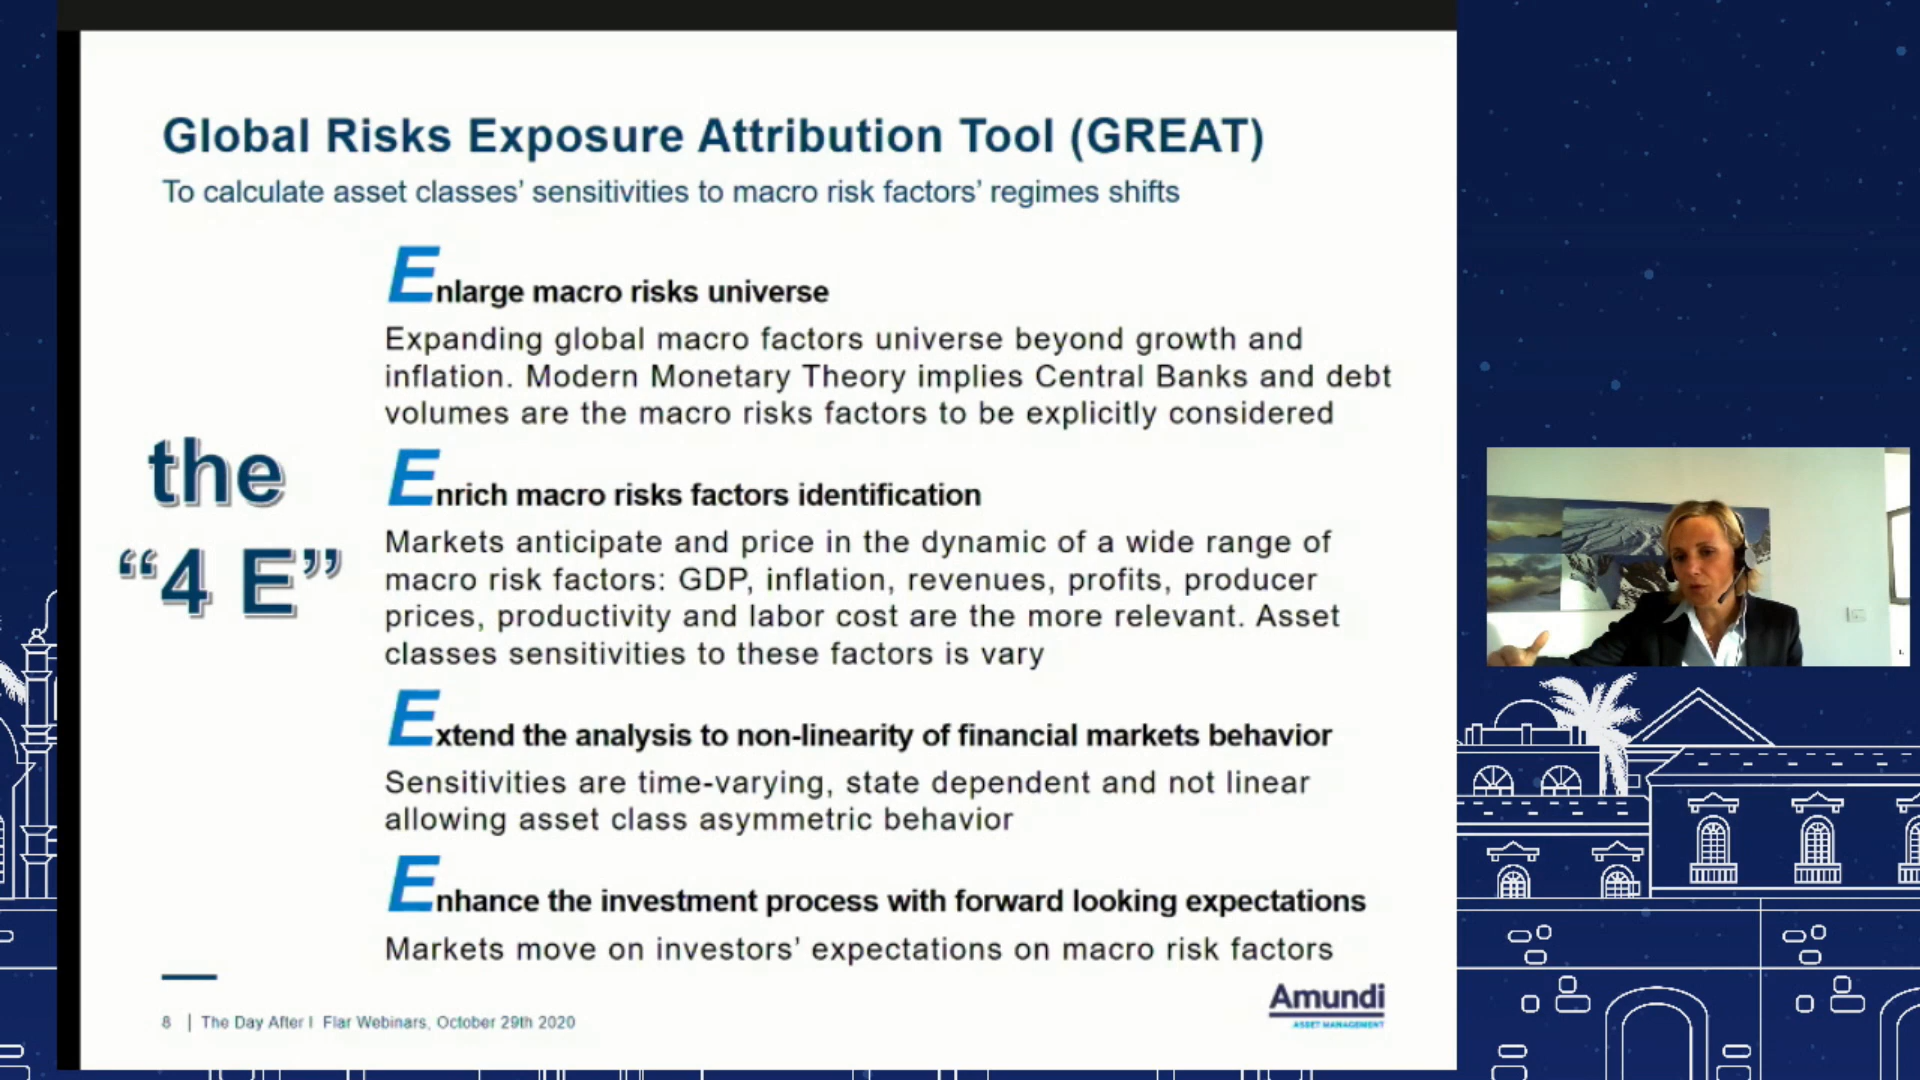 Global Risks Exposure Attribution Tool (GREAT)
To calculate asset classes’ sensitivities to macro risk factors’ regimes shifts
the
“4 E”
Enlarge macro risks universe
Expanding global macro factors universe beyond growth and
inflation. Modern Monetary Theory implies Central Banks and debt
volumes are the macro risks factors to be explicitly considered
Enrich macro risks factors identification
Markets anticipate and price in the dynamic of a wide range of
macro risk factors: GDP, inflation, revenues, profits, producer
prices, productivity and labor cost are the more relevant. Asset
classes sensitivities to these factors is vary
Extend the analysis to non-linearity of financial markets behavior
Sensitivities are time-varying, state dependent and not linear
allowing asset class asymmetric behavior
Enhance the investment process with forward looking expectations
Markets move on investors’ expectations on macro risk factors
8 | The Day After I Flar Webinars, October 29th 2020
Amundi
ASSET MANAGEMENT